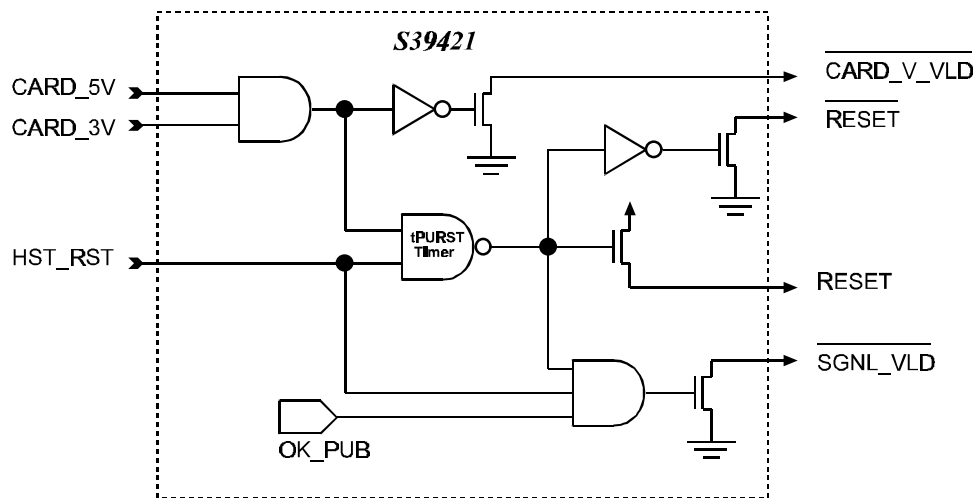 S39421
CARD_5V
CARD_3V
HST_RST
tPURST
Timer
OK_PUB
CARD_V_VLD
RESET
RESET
SGNL_VLD